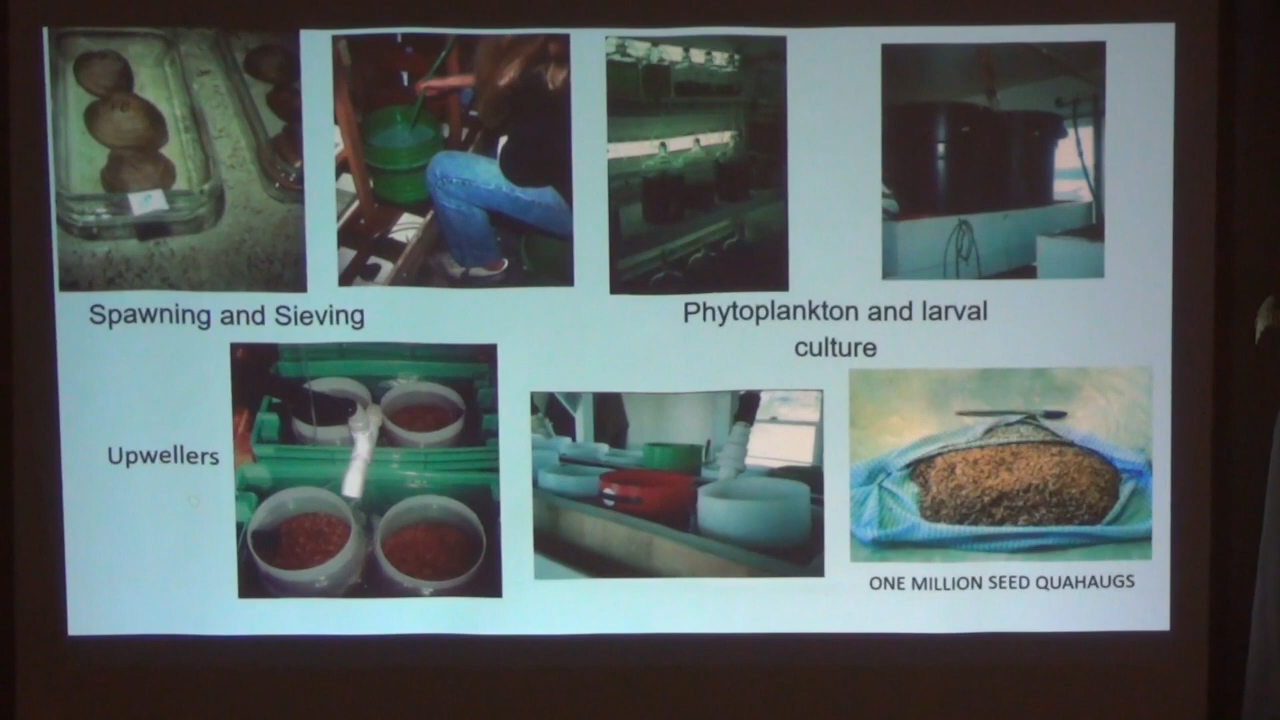 Spawning and Sieving
Phytoplankton and larval
culture
Upwellers
ONE MILLION SEED QUAHAUGS